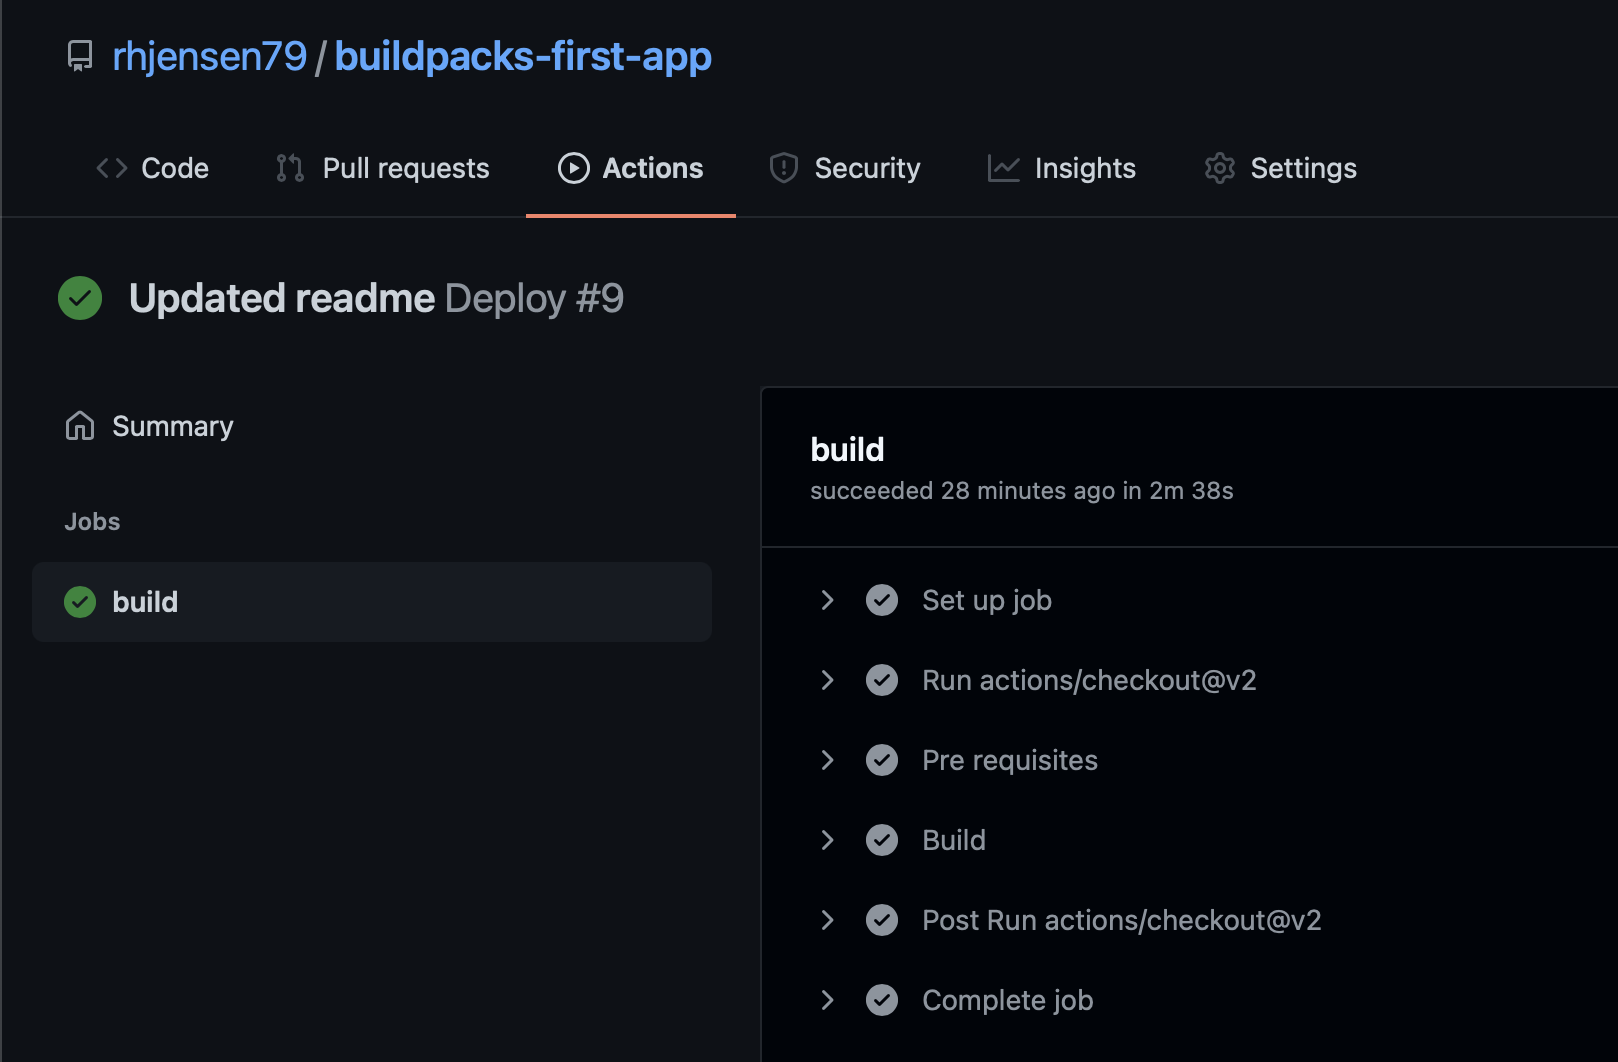 rhjensen79/buildpacks-first-app
Code Pull requests Actions Security Insights Settings
Updated readme Deploy #9
Summary
Jobs
build
build
succeeded 28 minutes ago in 2m 38s
Set up job
Run actions/checkout@v2
Pre requisites
Build
Post Run actions/checkout@v2
Complete job